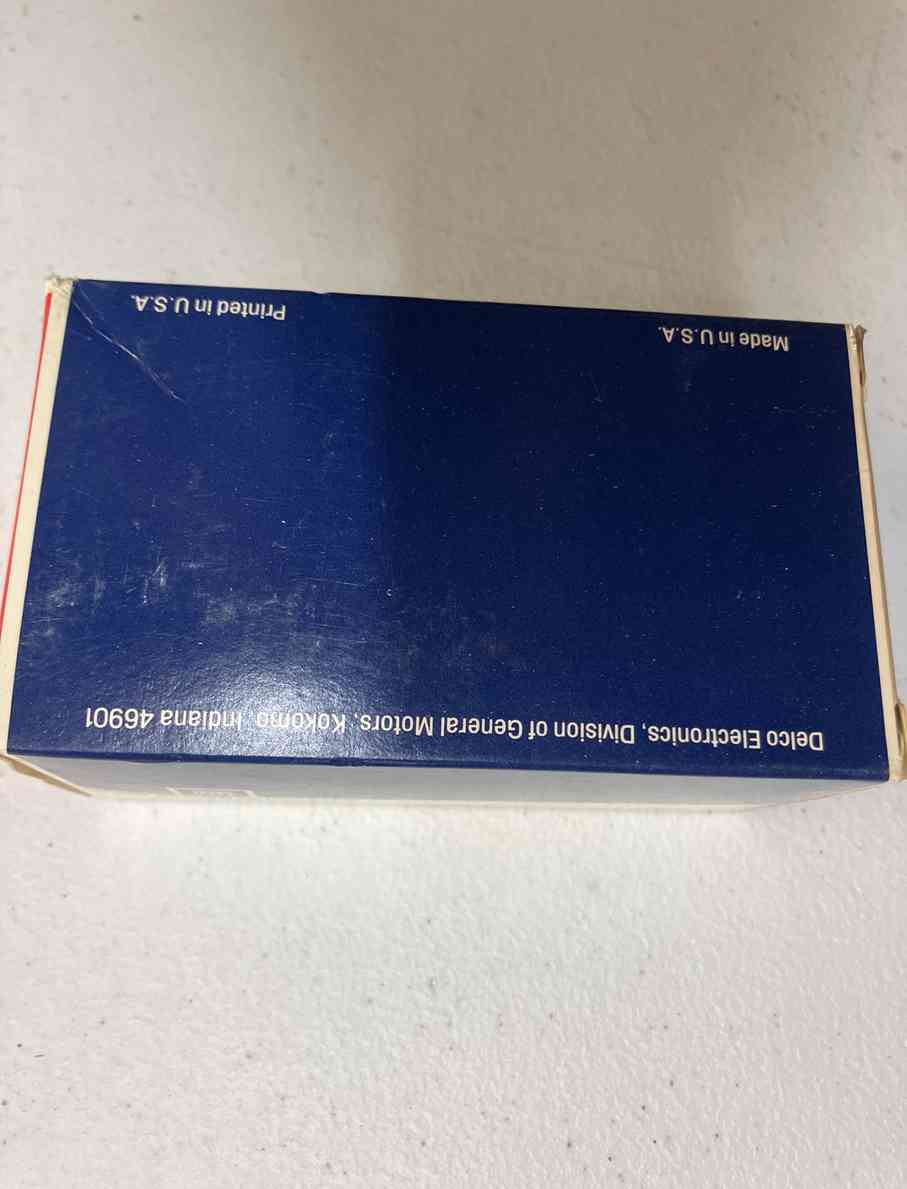 Delco Electronics, Division of General Motors, Kokomo, Indiana 46901
Made in U.S.A.
Printed in U.S.A.